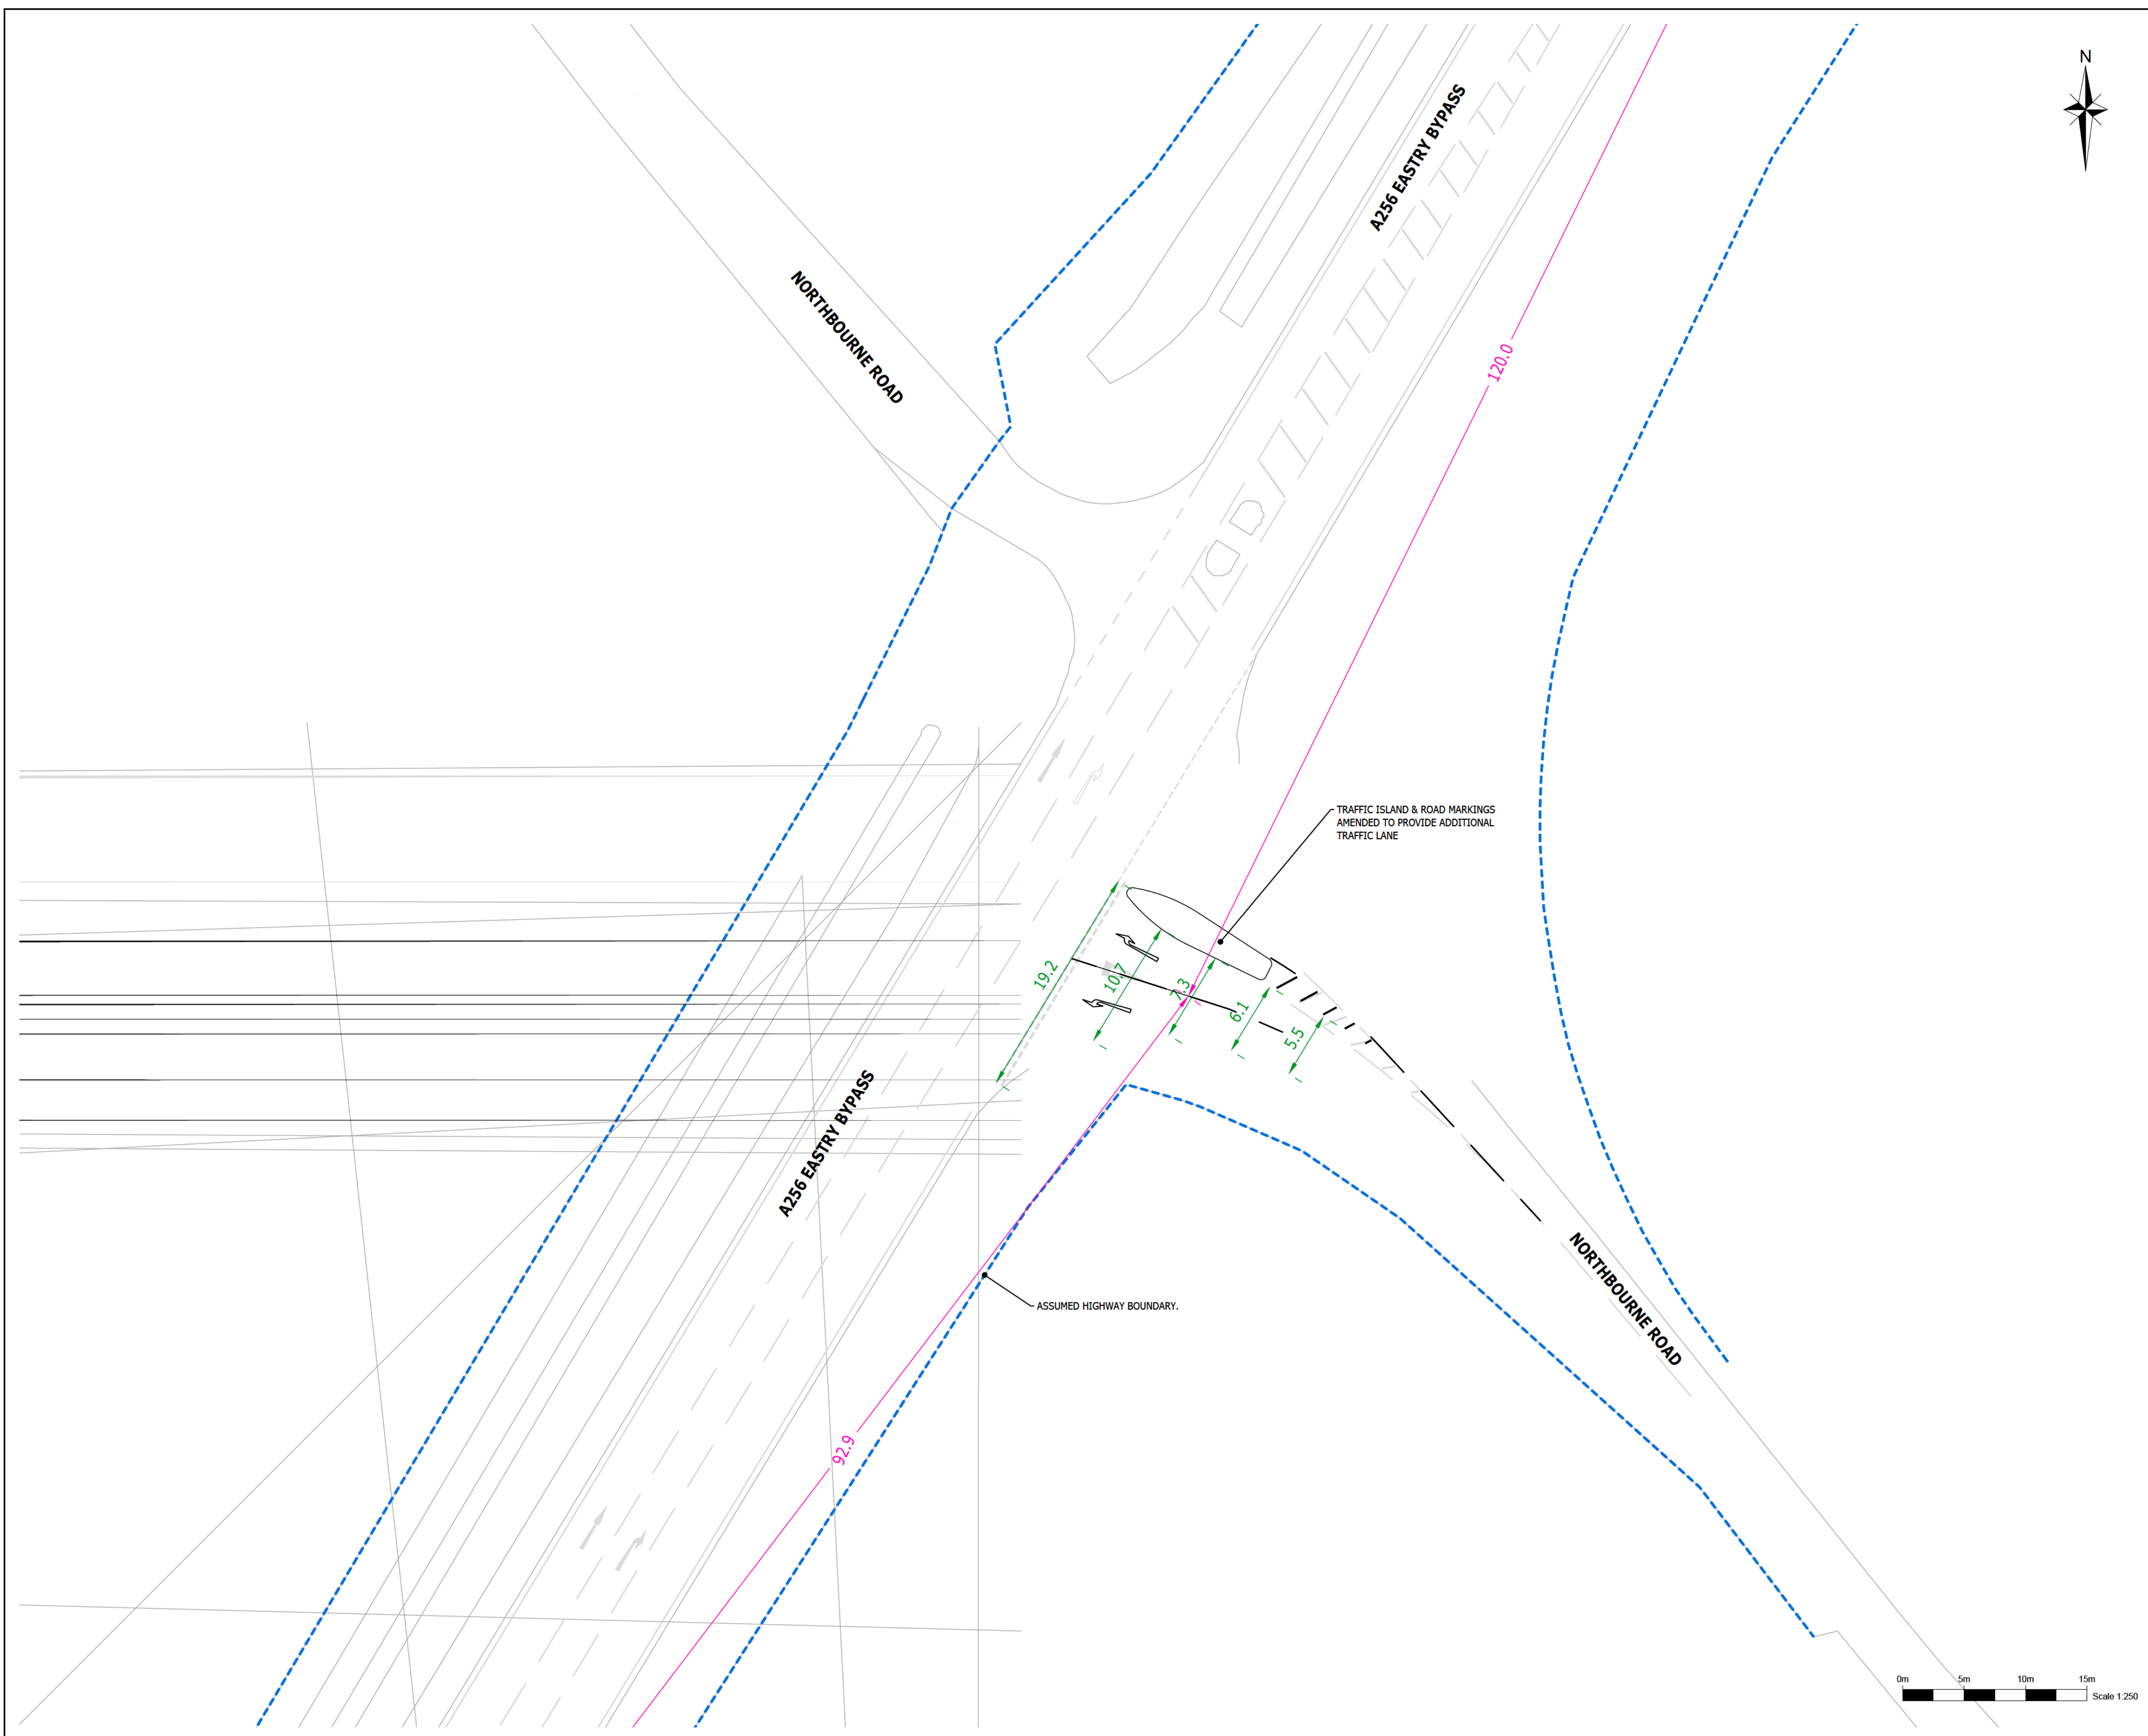 N
A256 EASTRY BYPASS
NORTHBOURNE ROAD
120.0
TRAFFIC ISLAND & ROAD MARKINGS
AMENDED TO PROVIDE ADDITIONAL
TRAFFIC LANE
19.2
10.7
7.3
6.1
5.5
A256 EASTRY BYPASS
NORTHBOURNE ROAD
ASSUMED HIGHWAY BOUNDARY.
92.9
0m 5m 10m 15m
Scale 1:250